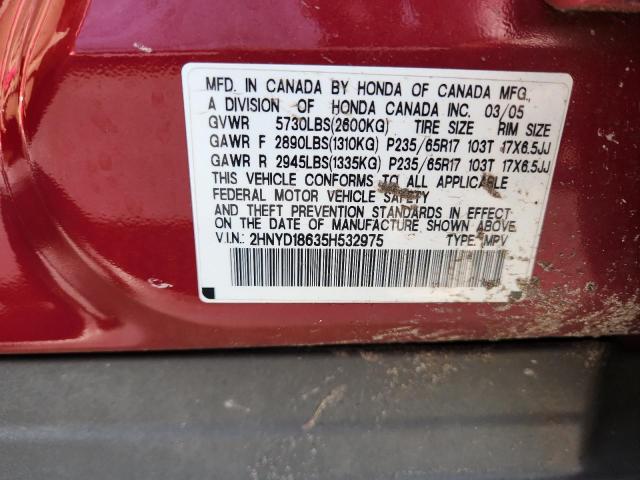 MFD. IN CANADA BY HONDA OF CANADA MFG.,
A DIVISION OF HONDA CANADA INC. 03/05
GVWR 5730LBS(2600KG) TIRE SIZE RIM SIZE
GAWR F 2890LBS(1310KG) P235/65R17 103T 17X6.5JJ
GAWR R 2945LBS(1335KG) P235/65R17 103T 17X6.5JJ
THIS VEHICLE CONFORMS TO ALL APPLICABLE
FEDERAL MOTOR VEHICLE SAFETY
AND THEFT PREVENTION STANDARDS IN EFFECT
ON THE DATE OF MANUFACTURE SHOWN ABOVE.
V.I.N.: 2HNYD18635H532975 TYPE: MPV